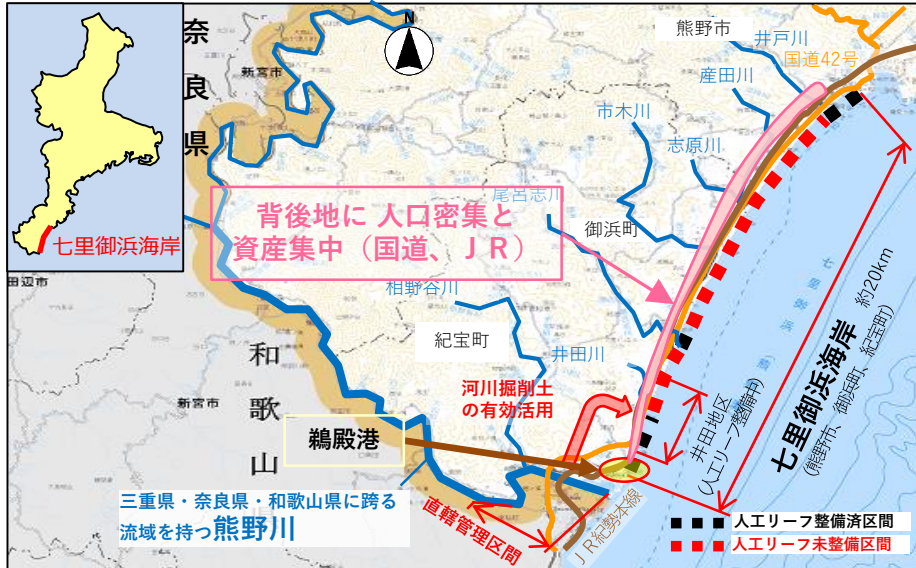 奈良県
新宮市
N
熊野市
井戸川
国道42号
産田川
市木川
志原川
尾呂志川
背後地に 人口密集と
資産集中（国道、ＪＲ）
御浜町
七里御浜海岸
田辺市
相野谷川
紀宝町
井田川
七里御浜
七里御浜海岸 約20km
(熊野市、御浜町、紀宝町)
井田地区
(人工リーフ整備中)
和歌山
新宮市
河川掘削土
の有効活用
鵜殿港
三重県・奈良県・和歌山県に跨る
流域を持つ熊野川
直轄管理区間
ＪＲ紀勢本線
人工リーフ整備済区間
人工リーフ未整備区間